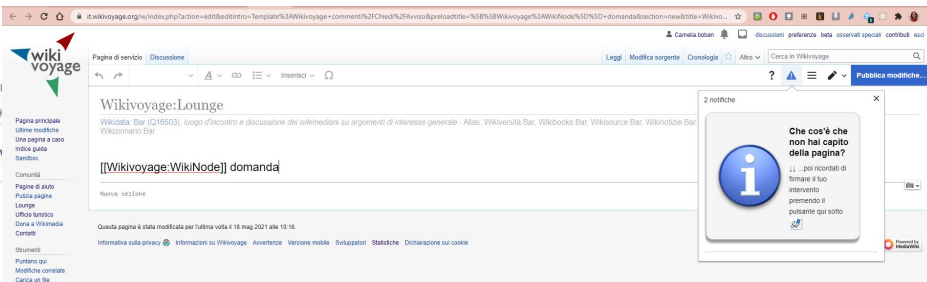 it.wikivoyage.org/w/index.php?action=edit&editintro=Template%3AWikivoyage+commenti%2FChiedi%2FAvviso&preloadtitle=%5B%5BWikivoyage%3AWikiNode%5D%5D+domanda&section=new&title=Wikivo...
Camelia.boban discussioni preferenze beta osservati speciali contributi esci
wiki voyage
Pagina di servizio Discussione Leggi Modifica sorgente Cronologia Altro Cerca in Wikivoyage
A Inserisci Ω ? Pubblica modifiche...
Wikivoyage:Lounge
Wikidata: Bar (Q16503), luogo d'incontro e discussione dei wikimediani su argomenti di interesse generale - Alias: Wikiversità:Bar, Wikibooks:Bar, Wikisource:Bar, Wikinotizie:Bar,
Wikizionario:Bar
[[Wikivoyage:WikiNode]] domanda
Nuova sezione
2 notifiche
Che cos'è che
non hai capito
della pagina?
↓↓ ...poi ricordati di
firmare il tuo
intervento
premendo il
pulsante qui sotto
Pagina principale
Ultime modifiche
Una pagina a caso
Indice guida
Sandbox
Comunità
Pagine di aiuto
Pulizia pagine
Lounge
Ufficio turistico
Dona a Wikimedia
Contatti
Strumenti
Puntano qui
Modifiche correlate
Carica un file
Questa pagina è stata modificata per l'ultima volta il 18 mag 2021 alle 10:16.
Informativa sulla privacy Informazioni su Wikivoyage Avvertenze Versione mobile Sviluppatori Statistiche Dichiarazione sui cookie
Powered by
MediaWiki